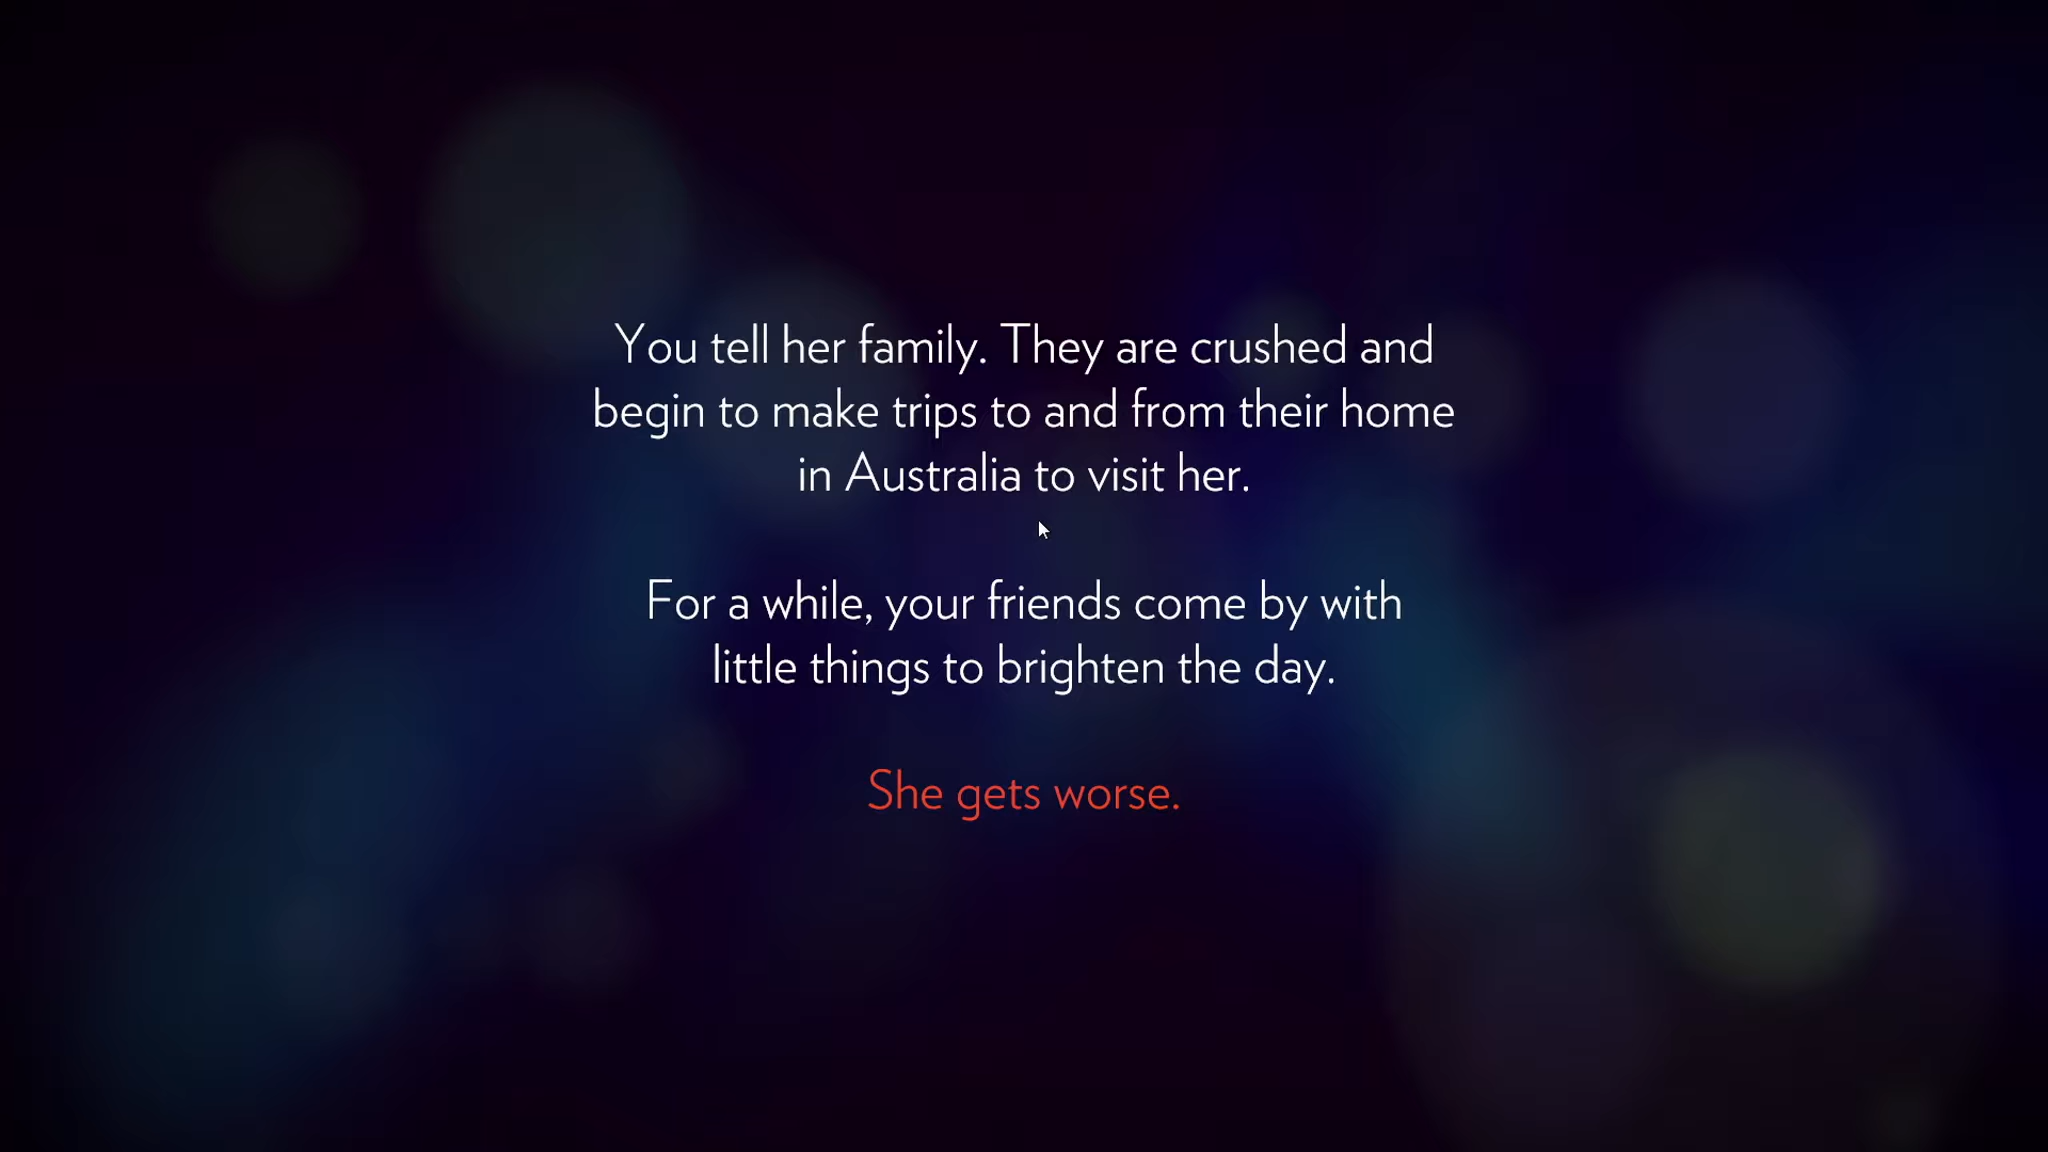 You tell her family. They are crushed and
begin to make trips to and from their home
in Australia to visit her.
For a while, your friends come by with
little things to brighten the day.
She gets worse.